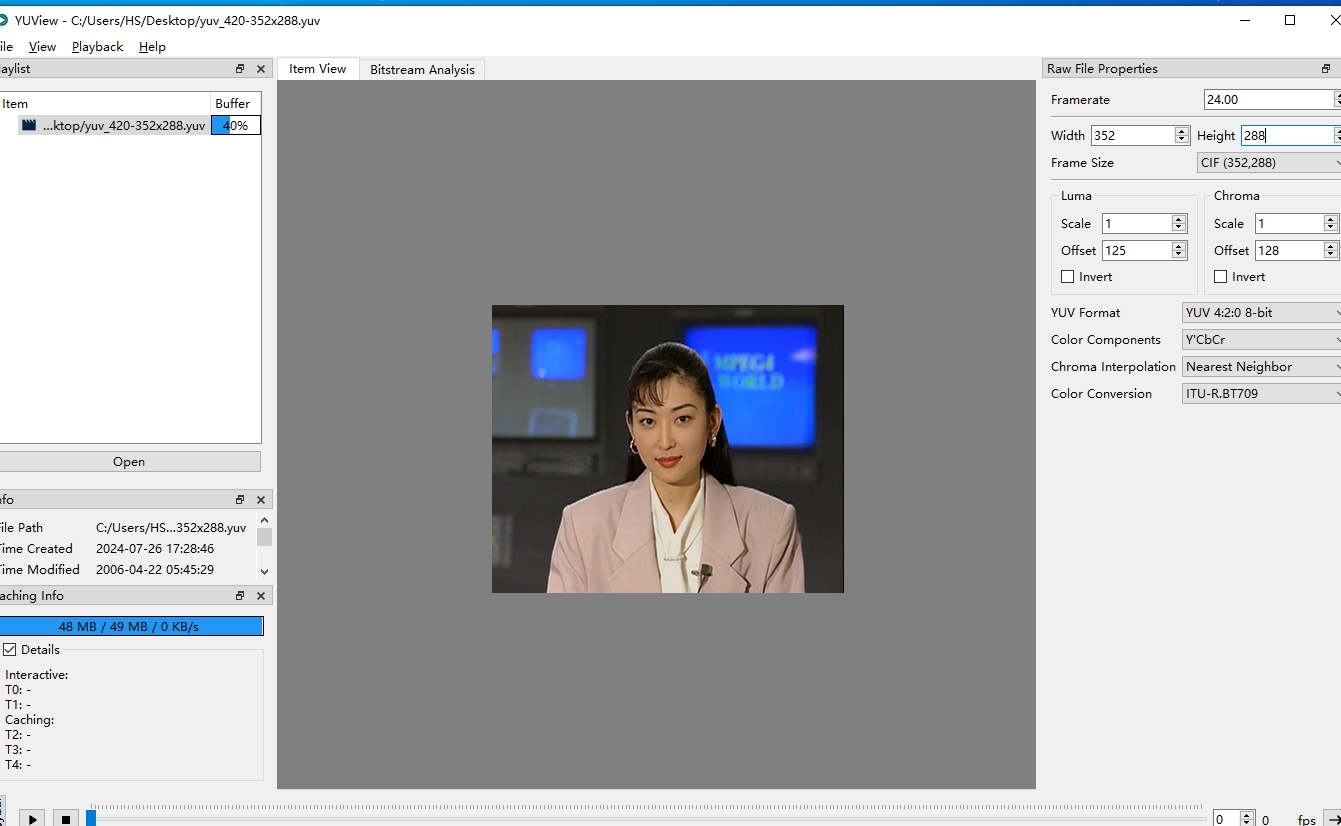 YUView - C:/Users/HS/Desktop/yuv_420-352x288.yuv
ile View Playback Help
aylist
Item Buffer
...ktop/yuv_420-352x288.yuv 40%
Open
nfo
File Path C:/Users/HS...352x288.yuv
Time Created 2024-07-26 17:28:46
Time Modified 2006-04-22 05:45:29
aching Info
48 MB / 49 MB / 0 KB/s
Details
Interactive:
T0: -
T1: -
Caching:
T2: -
T3: -
T4: -
Item View Bitstream Analysis
MPEG4
WORLD
0 0 fps
Raw File Properties
Framerate 24.00
Width 352 Height 288
Frame Size CIF (352,288)
Luma Chroma
Scale 1 Scale 1
Offset 125 Offset 128
Invert Invert
YUV Format YUV 4:2:0 8-bit
Color Components Y'CbCr
Chroma Interpolation Nearest Neighbor
Color Conversion ITU-R.BT709